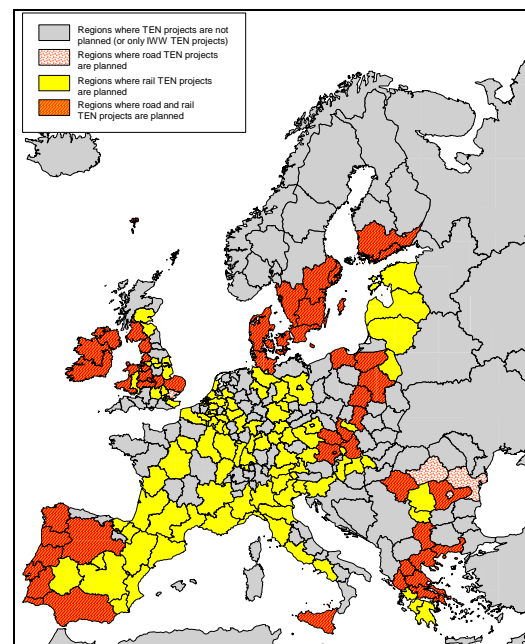 Regions where TEN projects are not
planned (or only IWW TEN projects)
Regions where road TEN projects
are planned
Regions where rail TEN projects
are planned
Regions where road and rail
TEN projects are planned